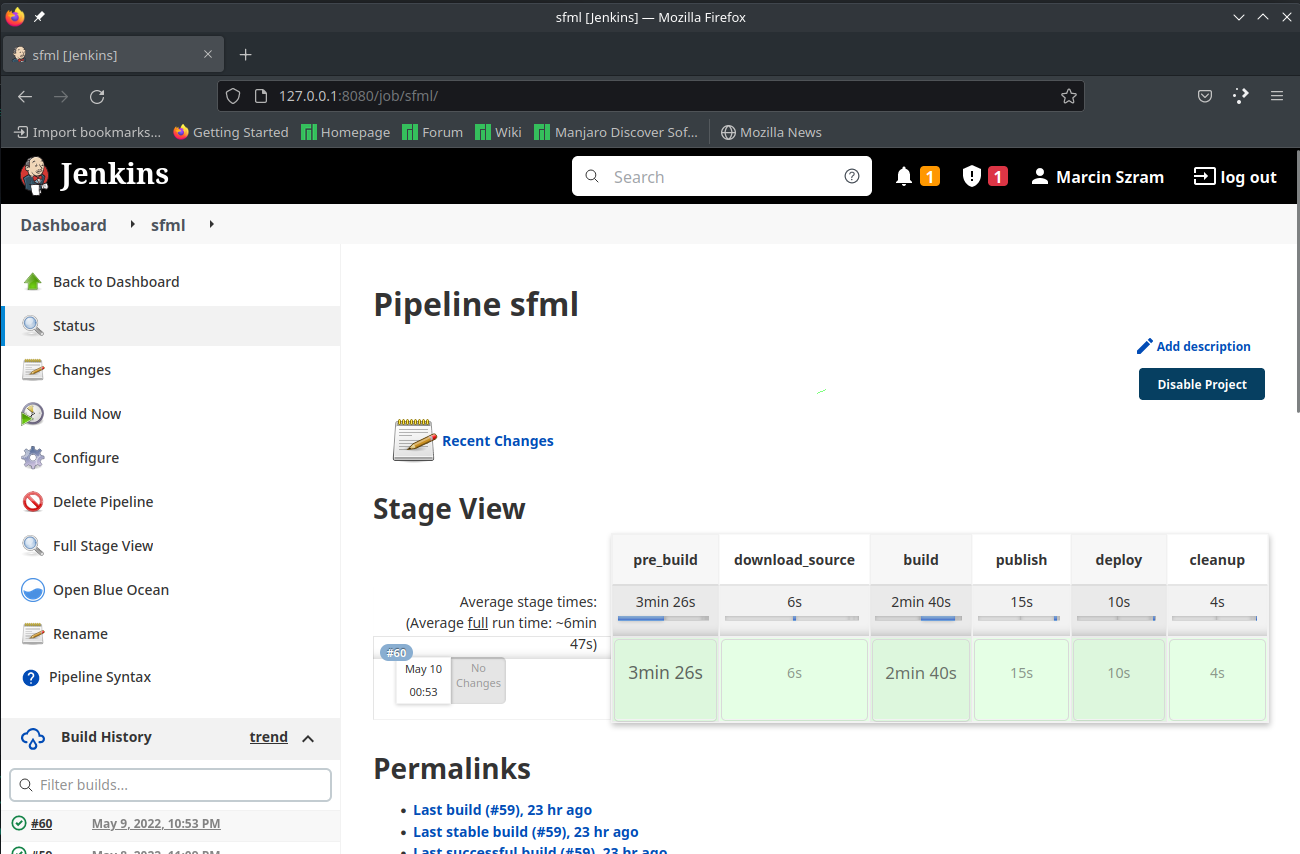 sfml [Jenkins] — Mozilla Firefox
sfml [Jenkins]
127.0.0.1:8080/job/sfml/
Import bookmarks... Getting Started Homepage Forum Wiki Manjaro Discover Sof... Mozilla News
Jenkins Search 1 1 Marcin Szram log out
Dashboard sfml
Back to Dashboard
Status
Changes
Build Now
Configure
Delete Pipeline
Full Stage View
Open Blue Ocean
Rename
Pipeline Syntax
Build History trend
Filter builds...
#60 May 9, 2022, 10:53 PM
#59 May 8, 2022, 11:09 PM
Pipeline sfml
Add description
Disable Project
Recent Changes
Stage View
pre_build download_source build publish deploy cleanup
Average stage times: 3min 26s 6s 2min 40s 15s 10s 4s
(Average full run time: ~6min
47s)
#60
May 10
00:53
No
Changes
3min 26s 6s 2min 40s 15s 10s 4s
Permalinks
Last build (#59), 23 hr ago
Last stable build (#59), 23 hr ago
Last successful build (#59), 23 hr ago